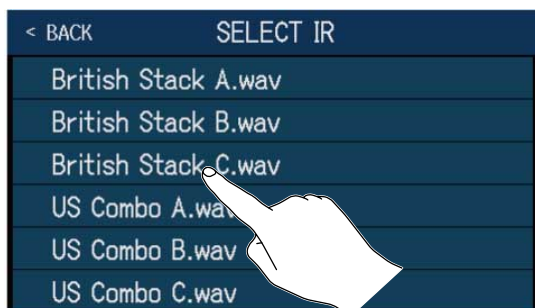 < BACK SELECT IR
British Stack A.wav
British Stack B.wav
British Stack C.wav
US Combo A.wav
US Combo B.wav
US Combo C.wav